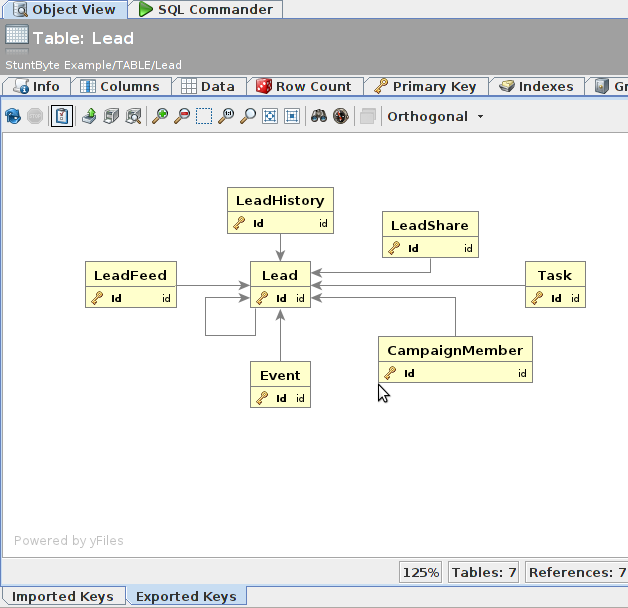 Object View
SQL Commander
Table: Lead
StuntByte Example/TABLE/Lead
Info
Columns
Data
Row Count
Primary Key
Indexes
Orthogonal
LeadHistory
Id id
LeadShare
Id id
LeadFeed
Id id
Lead
Id id
Task
Id id
CampaignMember
Id id
Event
Id id
Powered by yFiles
125%
Tables: 7
References: 7
Imported Keys
Exported Keys